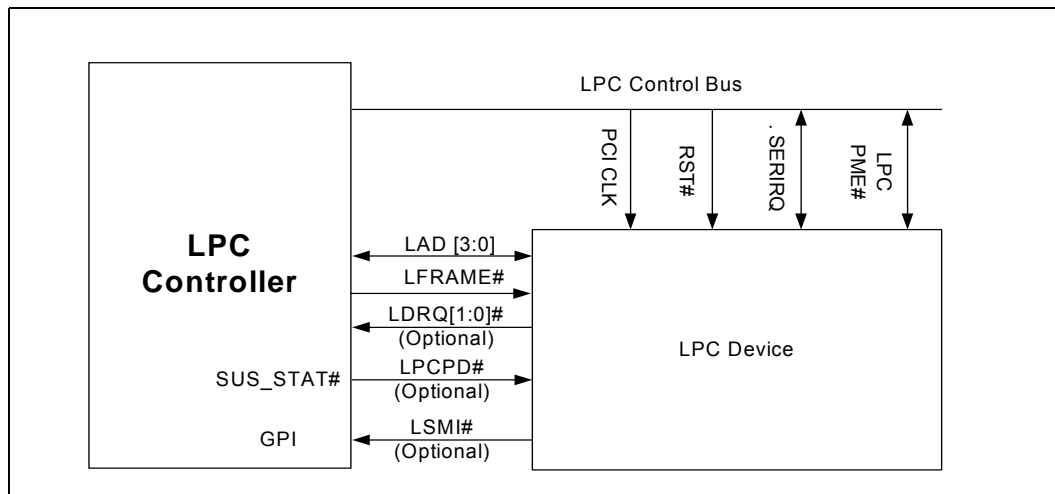 LPC Control Bus
PCI CLK
RST#
. SERIRQ
LPC
PME#
LPC
Controller
LAD [3:0]
LFRAME#
LDRQ[1:0]#
(Optional)
SUS_STAT#
LPCPD#
(Optional)
GPI
LSMI#
(Optional)
LPC Device